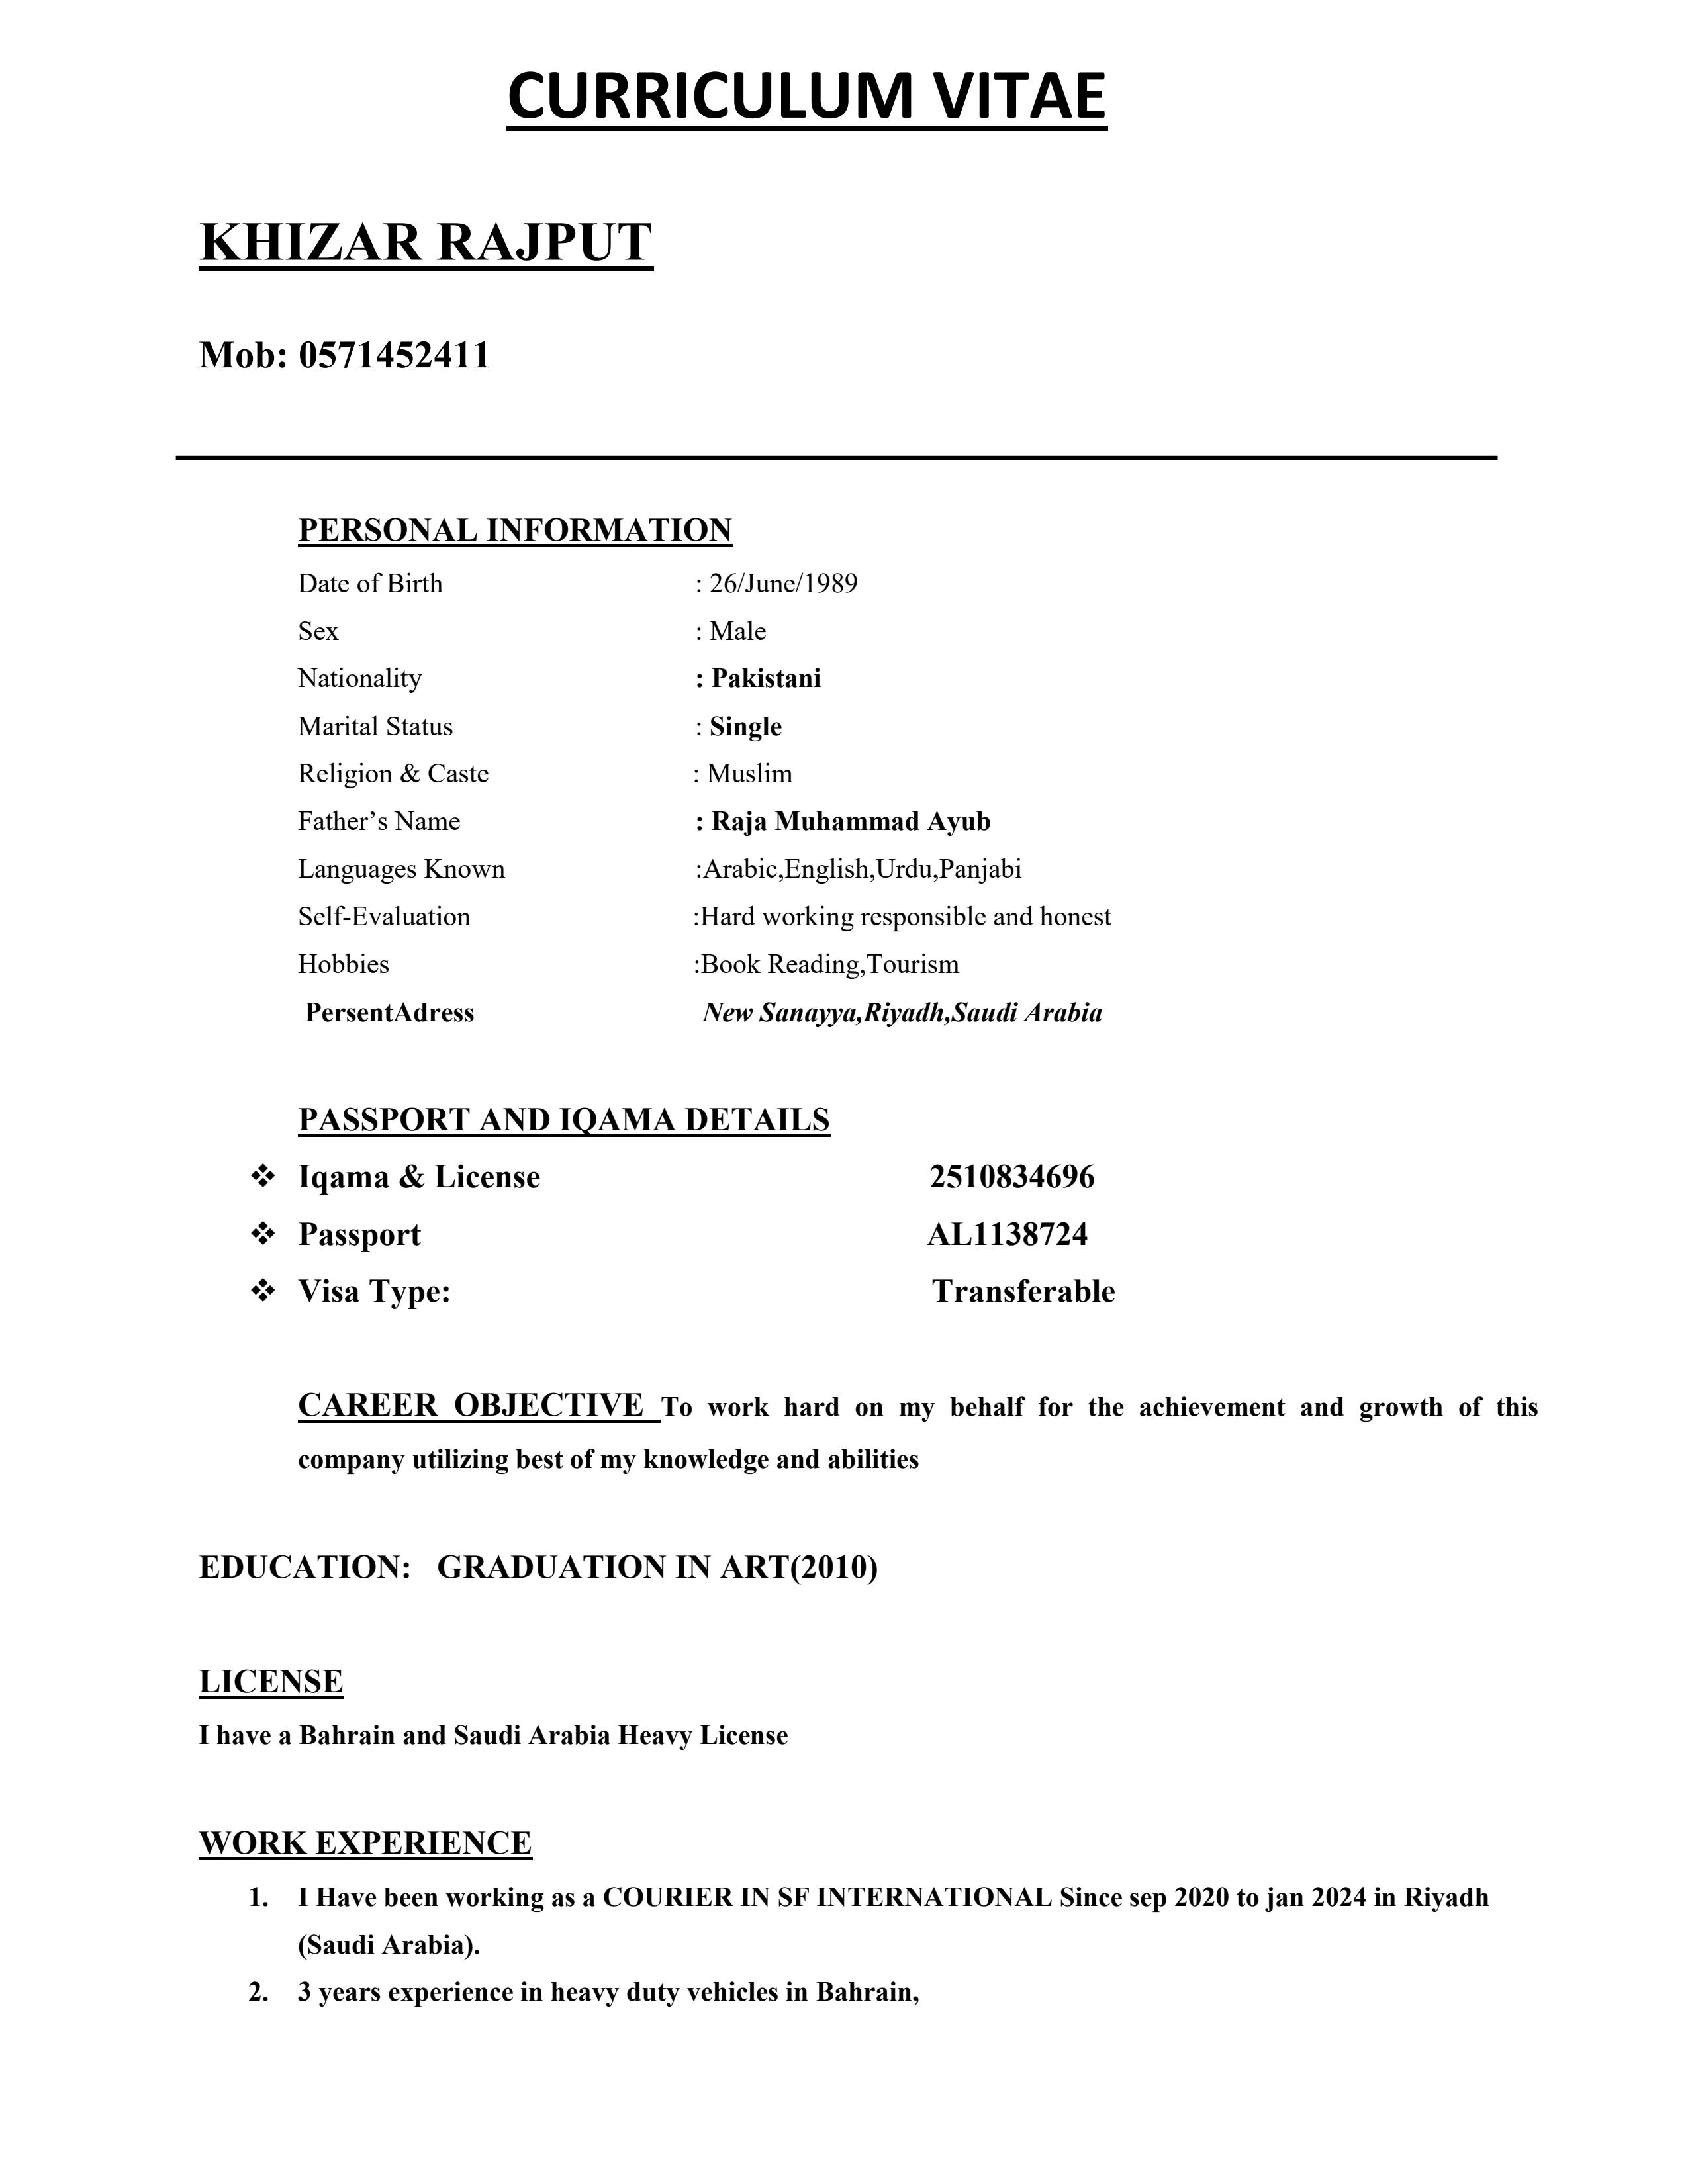 CURRICULUM VITAE
KHIZAR RAJPUT
Mob: 0571452411
PERSONAL INFORMATION
Date of Birth : 26/June/1989
Sex : Male
Nationality : Pakistani
Marital Status : Single
Religion & Caste : Muslim
Father’s Name : Raja Muhammad Ayub
Languages Known :Arabic,English,Urdu,Panjabi
Self-Evaluation :Hard working responsible and honest
Hobbies :Book Reading,Tourism
PersentAdress New Sanayya,Riyadh,Saudi Arabia
PASSPORT AND IQAMA DETAILS
❖ Iqama & License 2510834696
❖ Passport AL1138724
❖ Visa Type: Transferable
CAREER OBJECTIVE To work hard on my behalf for the achievement and growth of this
company utilizing best of my knowledge and abilities
EDUCATION: GRADUATION IN ART(2010)
LICENSE
I have a Bahrain and Saudi Arabia Heavy License
WORK EXPERIENCE
1. I Have been working as a COURIER IN SF INTERNATIONAL Since sep 2020 to jan 2024 in Riyadh
(Saudi Arabia).
2. 3 years experience in heavy duty vehicles in Bahrain,